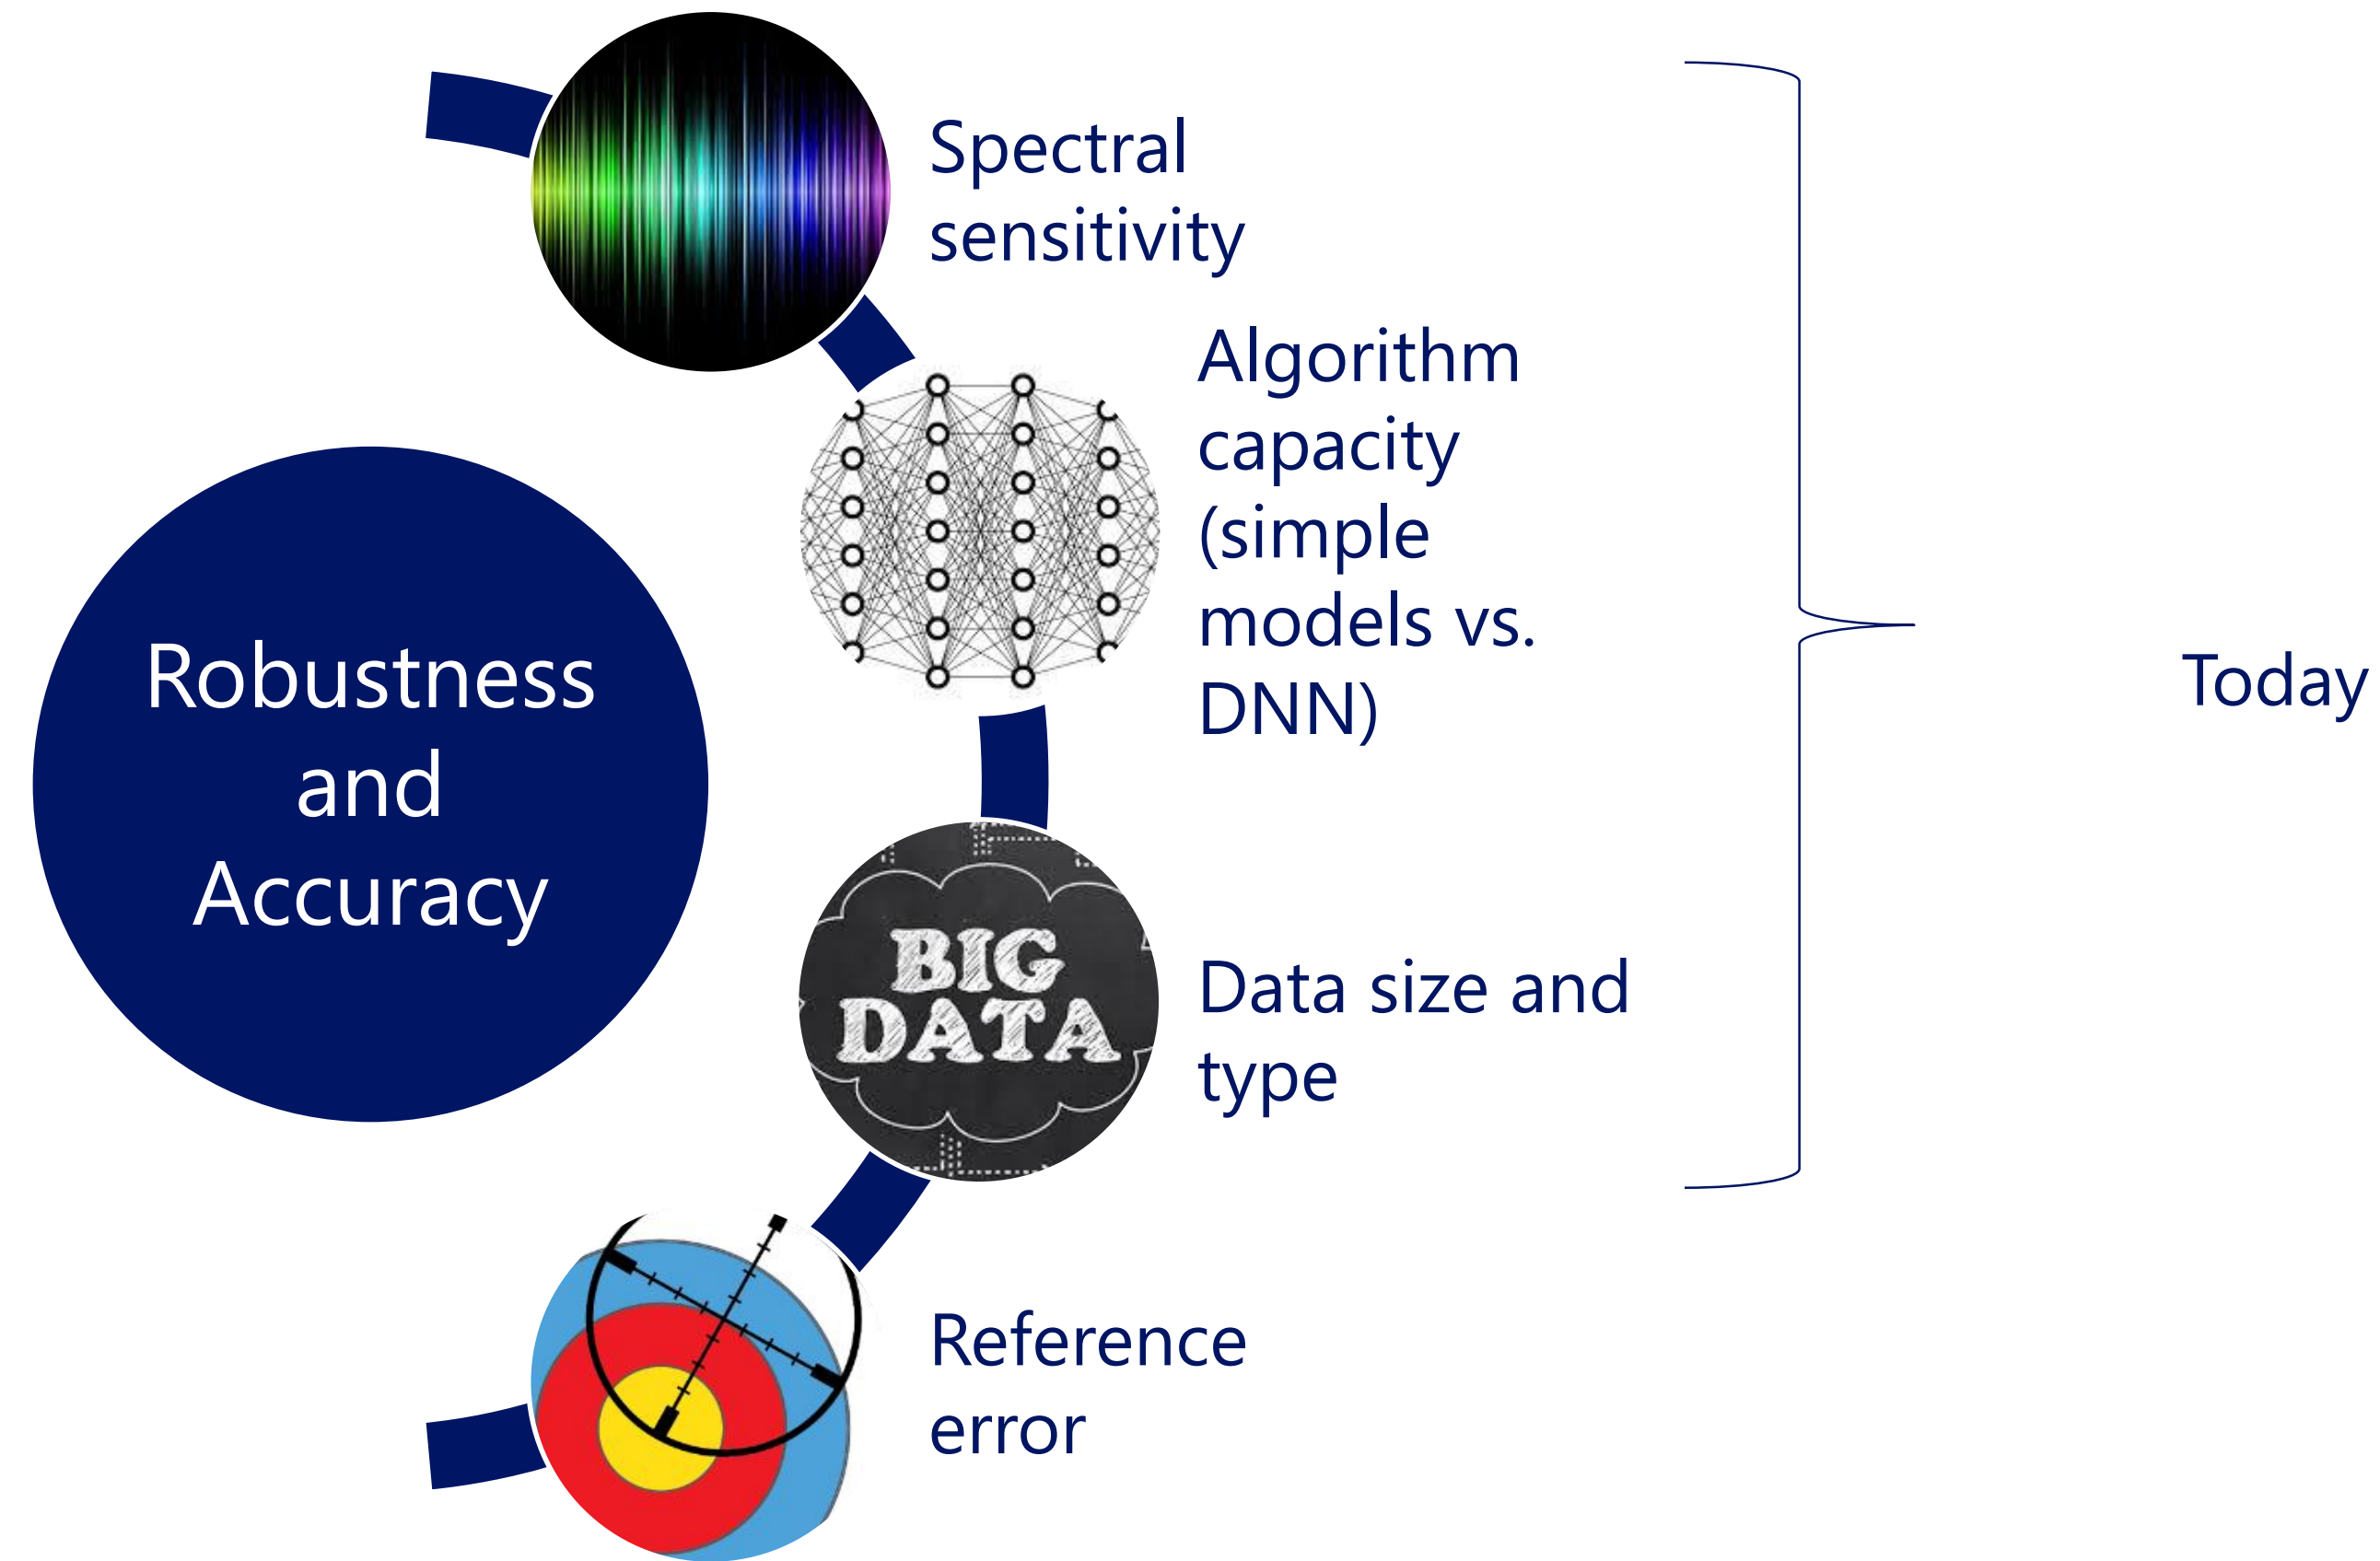 Robustness
and
Accuracy
Spectral
sensitivity
Algorithm
capacity
(simple
models vs.
DNN)
BIG
DATA
Data size and
type
Reference
error
Today